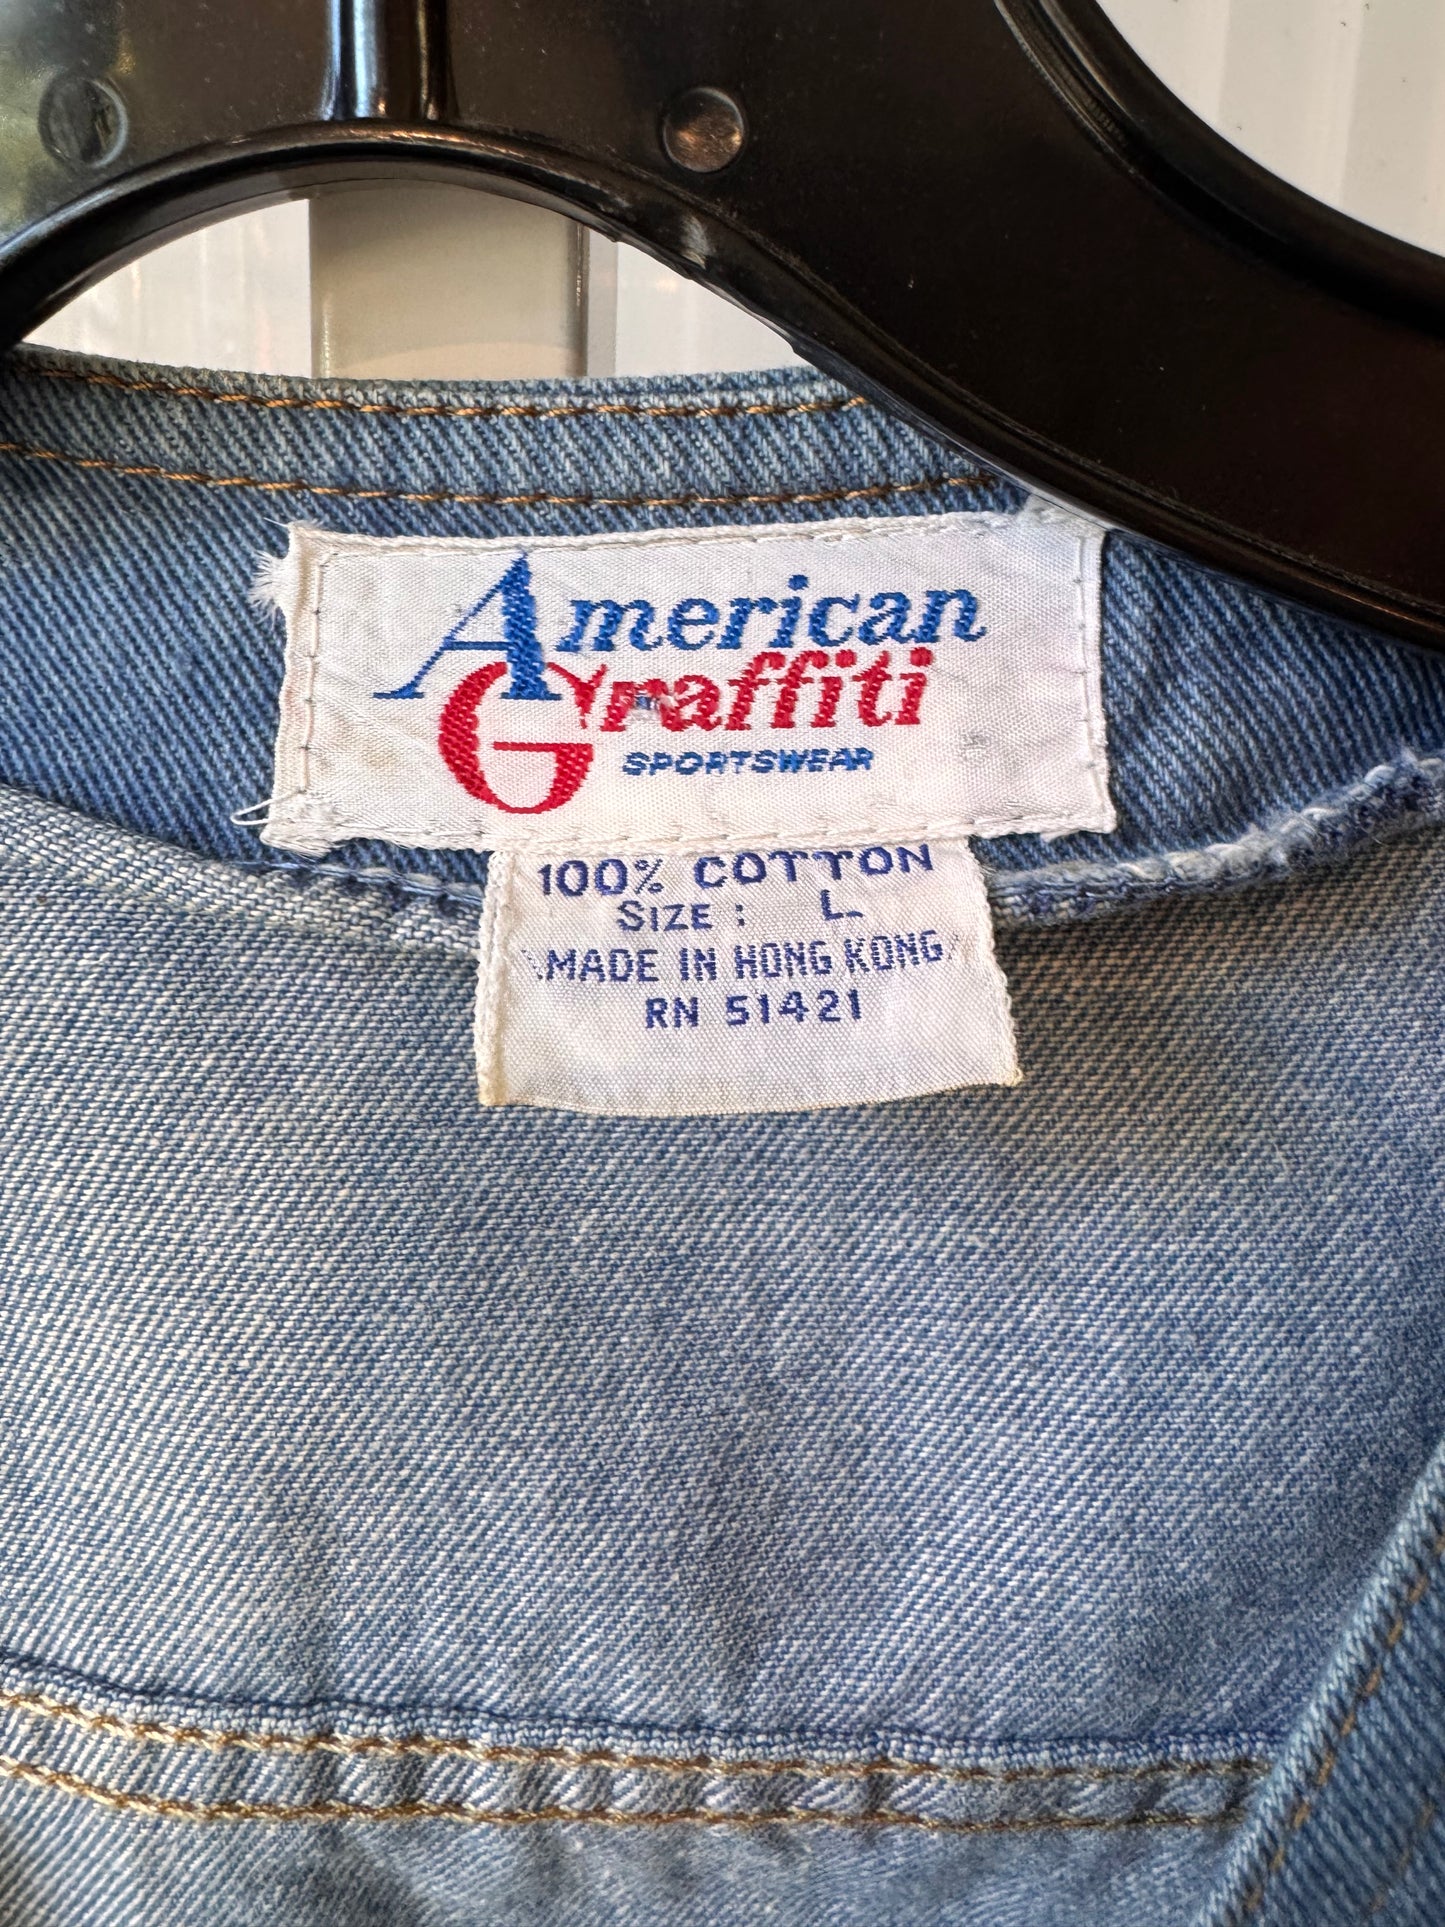 American
Graffiti
SPORTSWEAR
100% COTTON
SIZE : L
MADE IN HONG KONG
RN 51421